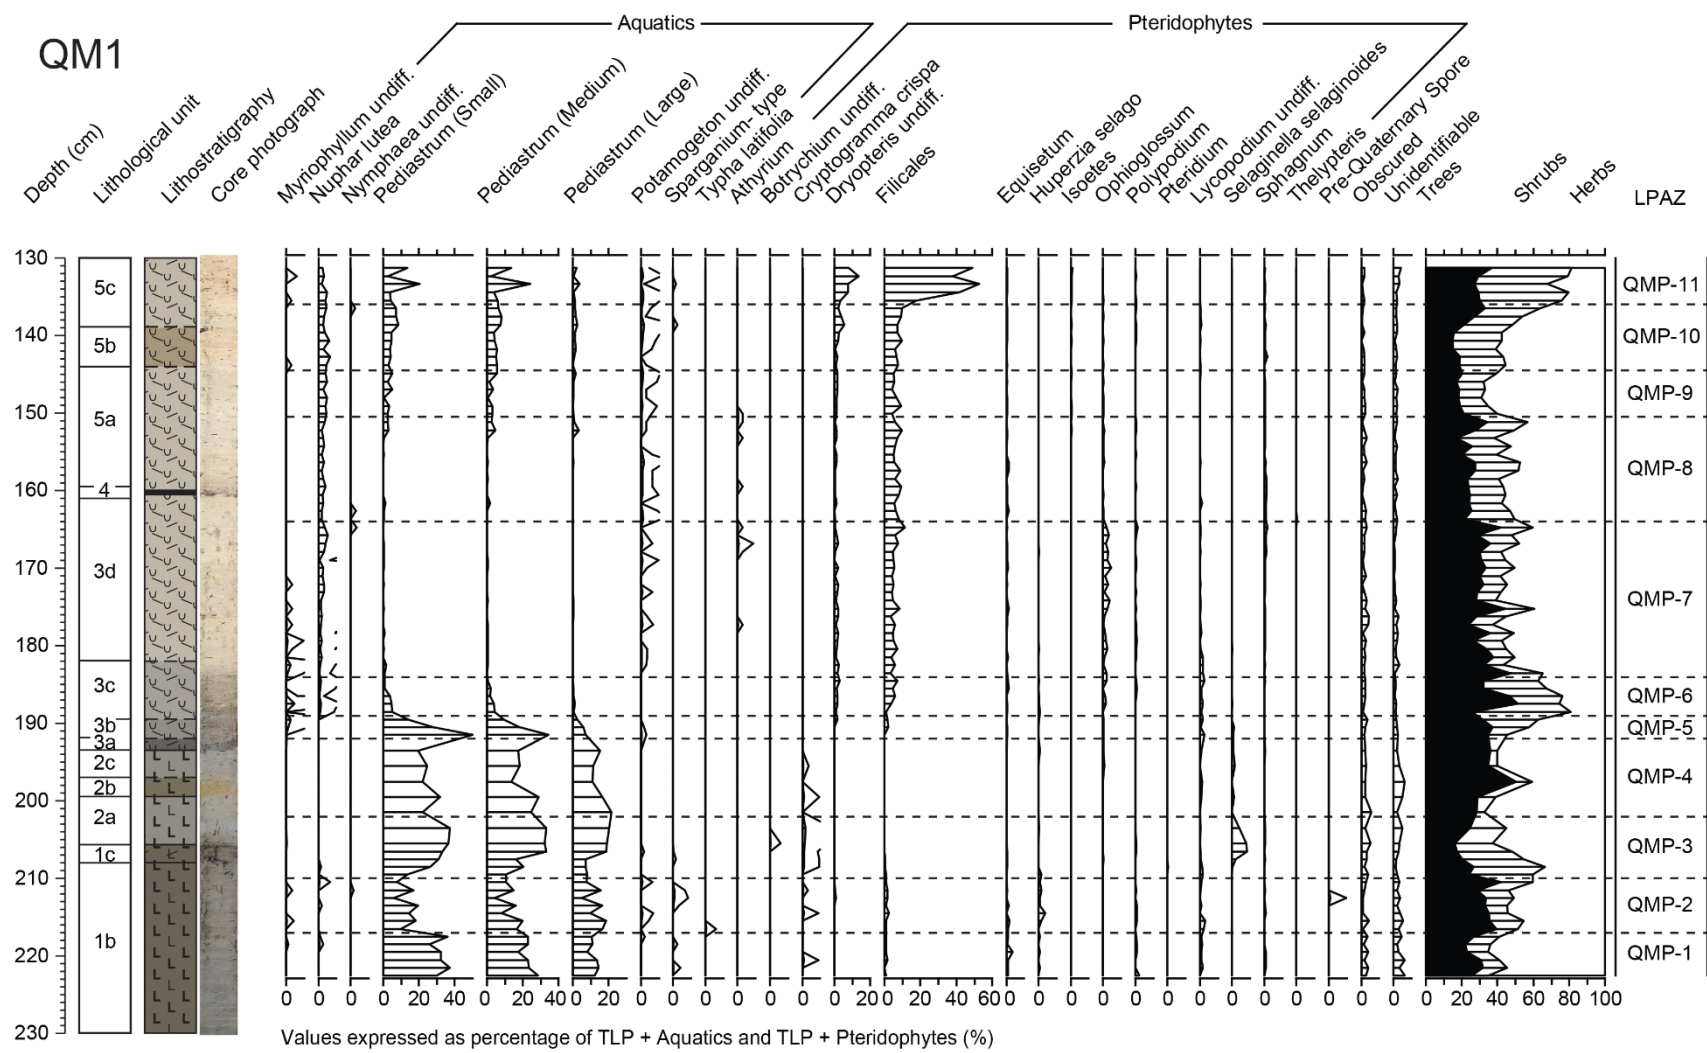 QM1
Aquatics
Pteridophytes
Depth (cm)
Lithological unit
Lithostratigraphy
Core photograph
Myriophyllum undiff.
Nuphar lutea
Nymphaea undiff.
Pediastrum (Small)
Pediastrum (Medium)
Pediastrum (Large)
Potamogeton undiff.
Sparganium- type
Typha latifolia
Athyrium
Botrychium undiff.
Cryptogramma crispa
Dryopteris undiff.
Filicales
Equisetum
Huperzia selago
Isoetes
Ophioglossum
Polypodium
Pteridium
Lycopodium undiff.
Selaginella selaginoides
Sphagnum
Thelypteris
Pre-Quaternary Spore
Obscured
Unidentifiable
Trees
Shrubs
Herbs
LPAZ
130
5c
QMP-11
140
5b
QMP-10
QMP-9
150
5a
QMP-8
160
4
170
3d
QMP-7
180
3c
QMP-6
190
3b
QMP-5
3a
2c
QMP-4
2b
200
2a
QMP-3
1c
210
QMP-2
1b
220
QMP-1
230
0 0 0 0 20 40 0 20 40 0 20 0 0 0 0 0 0 0 20 0 20 40 60 0 0 0 0 0 0 0 0 0 0 0 0 0 0 20 40 60 80 100
Values expressed as percentage of TLP + Aquatics and TLP + Pteridophytes (%)